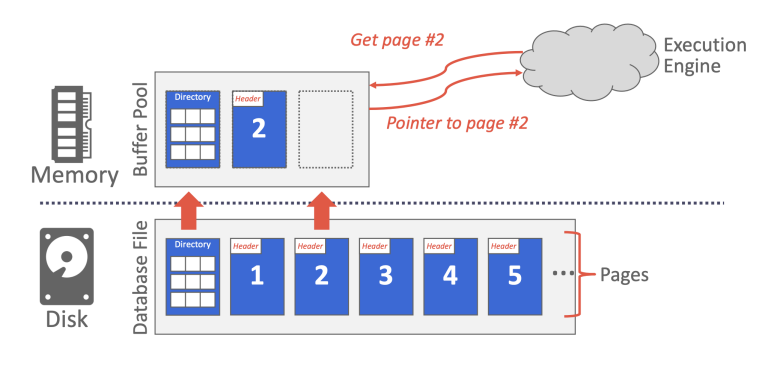 Get page #2
Execution
Engine
Buffer Pool
Directory
Header
2
Pointer to page #2
Memory
Database File
Directory
Header
1
Header
2
Header
3
Header
4
Header
5
...
Pages
Disk